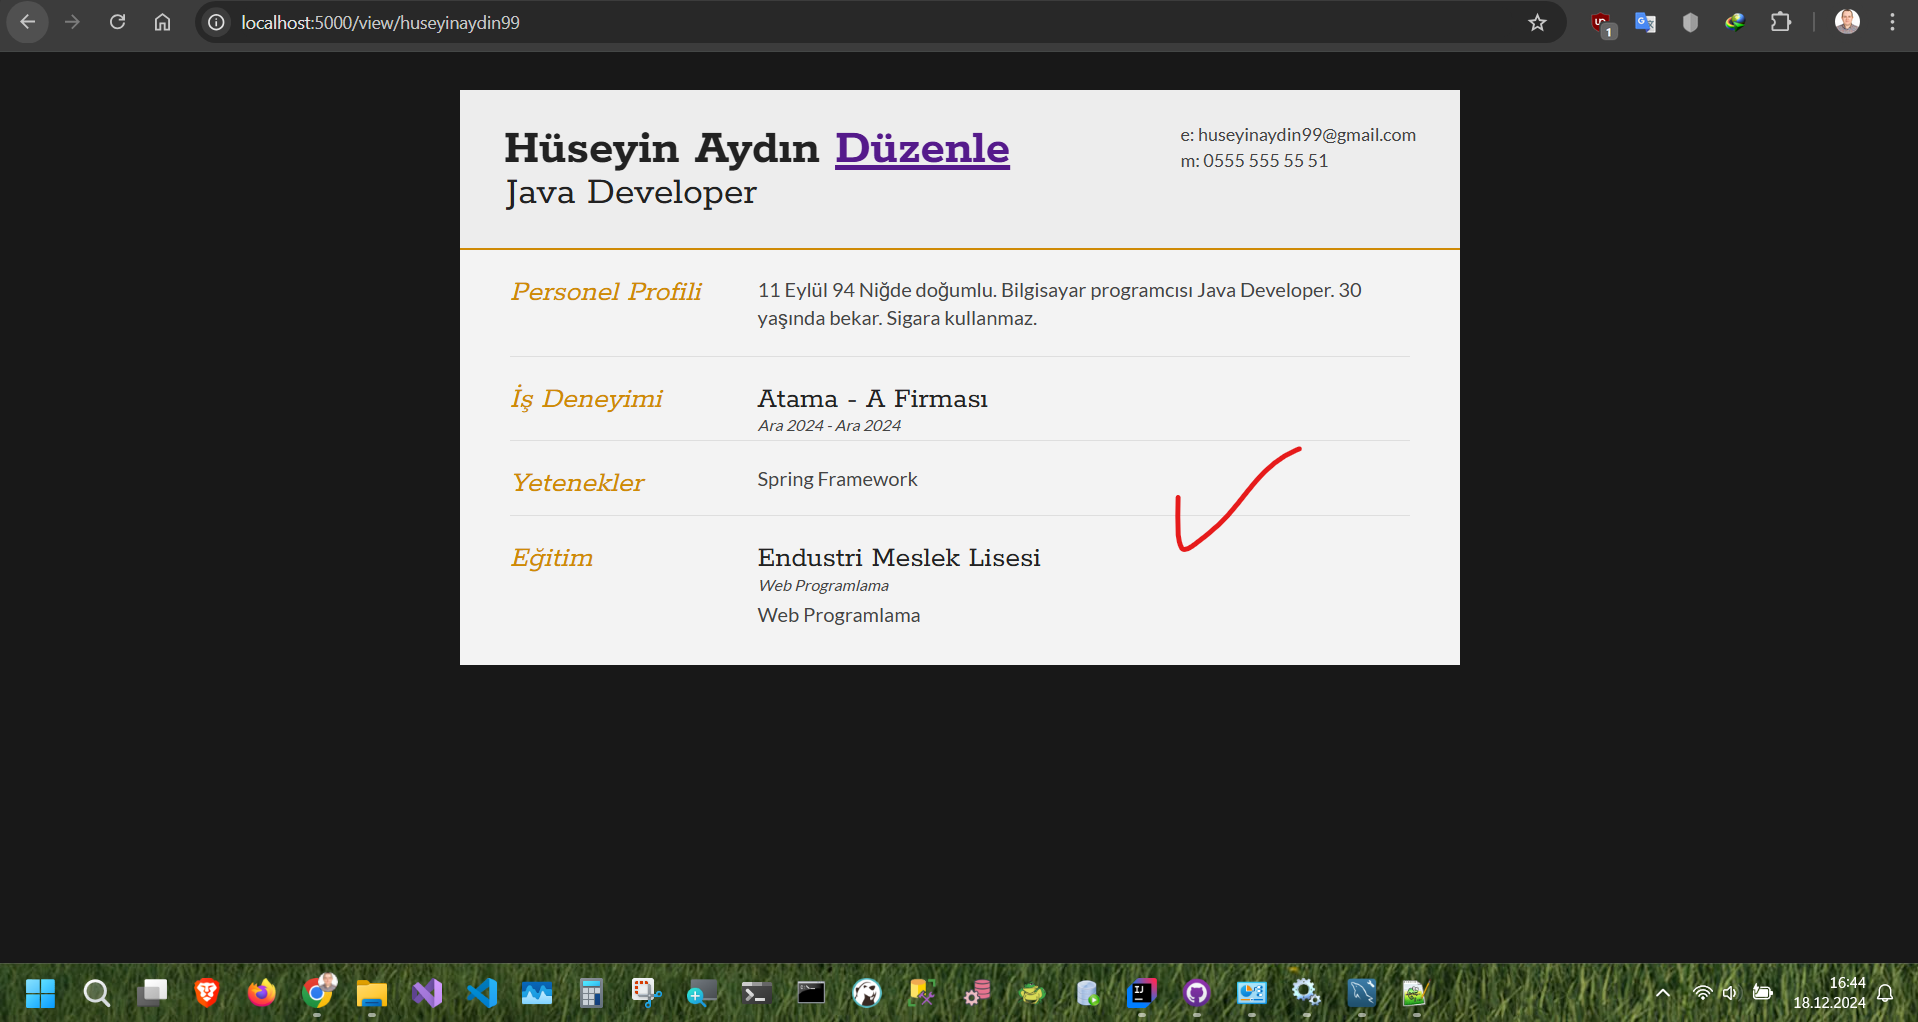 localhost:5000/view/huseyinaydin99
1
Hüseyin Aydın Düzenle
Java Developer
e: huseyinaydin99@gmail.com
m: 0555 555 55 51
Personel Profili
11 Eylül 94 Niğde doğumlu. Bilgisayar programcısı Java Developer. 30
yaşında bekar. Sigara kullanmaz.
İş Deneyimi
Atama - A Firması
Ara 2024 - Ara 2024
Yetenekler
Spring Framework
Eğitim
Endustri Meslek Lisesi
Web Programlama
Web Programlama
16:44
18.12.2024